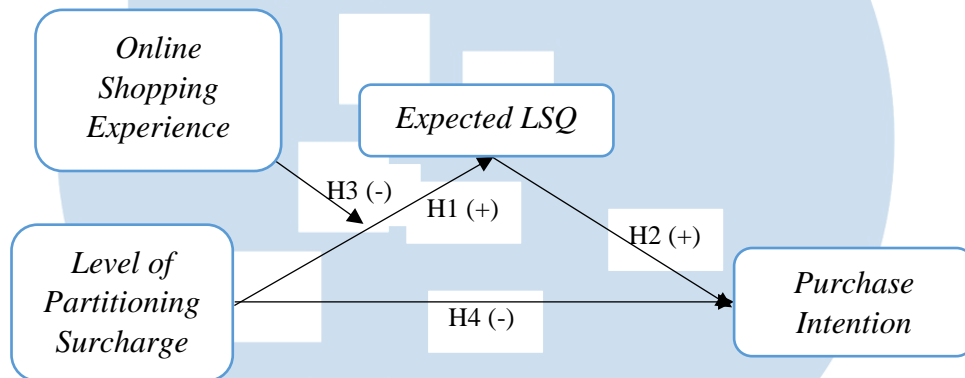 Online
Shopping
Experience
Expected LSQ
H3 (-)
H1 (+)
H2 (+)
Level of
Partitioning
Surcharge
H4 (-)
Purchase
Intention